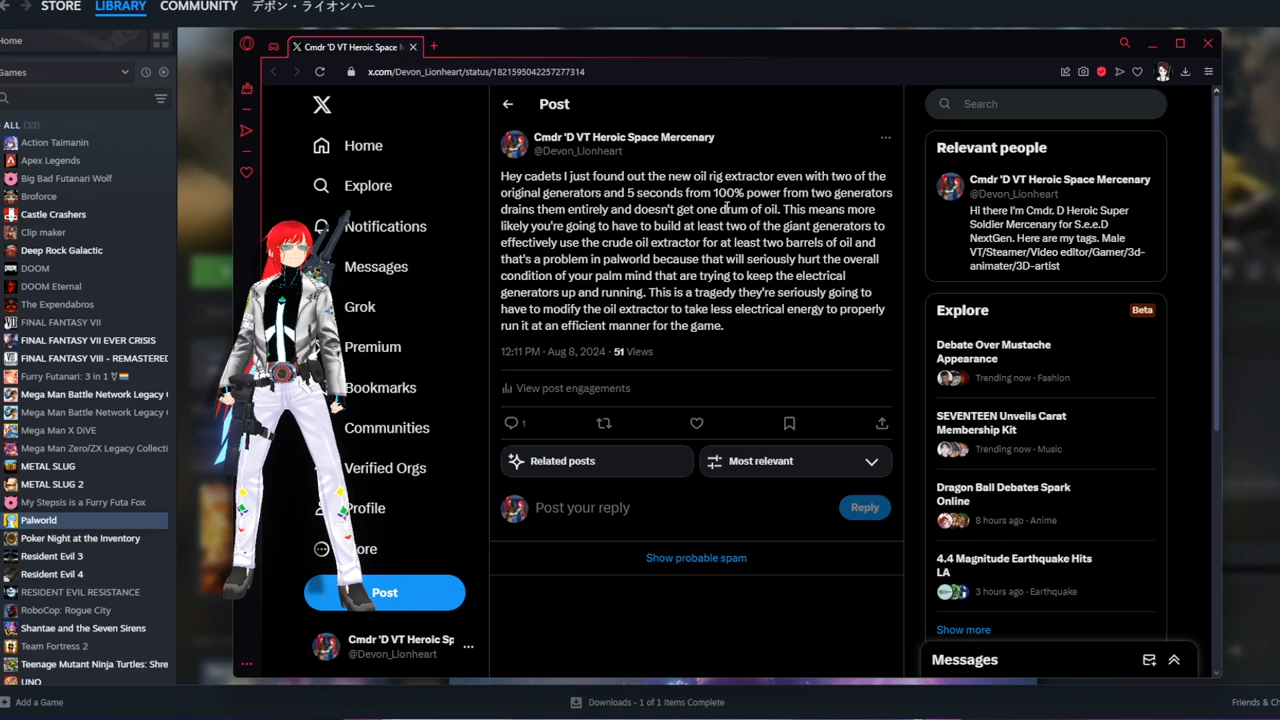 STORE LIBRARY COMMUNITY デボン・ライオンハー
Home
Games
ALL (33)
Action Taimanin
Apex Legends
Big Bad Futanari Wolf
Broforce
Castle Crashers
Clip maker
Deep Rock Galactic
DOOM
DOOM Eternal
The Expendabros
FINAL FANTASY VII
FINAL FANTASY VII EVER CRISIS
FINAL FANTASY VIII - REMASTERED
Furry Futanari: 3 in 1
Mega Man Battle Network Legacy
Mega Man Battle Network Legacy
Mega Man X DiVE
Mega Man Zero/ZX Legacy Collecti
METAL SLUG
METAL SLUG 2
My Stepsis is a Furry Futa Fox
Palworld
Poker Night at the Inventory
Resident Evil 3
Resident Evil 4
RESIDENT EVIL RESISTANCE
RoboCop: Rogue City
Shantae and the Seven Sirens
Team Fortress 2
Teenage Mutant Ninja Turtles: Shre
UNO
Add a Game
Downloads - 1 of 1 Items Complete
Friends & Ch
X Cmdr 'D VT Heroic Space
x.com/Devon_Lionheart/status/1821595042257277314
X
Home
Explore
Notifications
Messages
Grok
Premium
Bookmarks
Communities
Verified Orgs
Profile
ore
Post
Cmdr 'D VT Heroic Sp
@Devon_Lionheart
Post
Cmdr 'D VT Heroic Space Mercenary
@Devon_Lionheart
Hey cadets I just found out the new oil rig extractor even with two of the
original generators and 5 seconds from 100% power from two generators
drains them entirely and doesn't get one drum of oil. This means more
likely you're going to have to build at least two of the giant generators to
effectively use the crude oil extractor for at least two barrels of oil and
that's a problem in palworld because that will seriously hurt the overall
condition of your palm mind that are trying to keep the electrical
generators up and running. This is a tragedy they're seriously going to
have to modify the oil extractor to take less electrical energy to properly
run it at an efficient manner for the game.
12:11 PM · Aug 8, 2024 · 51 Views
View post engagements
1
Related posts
Most relevant
Post your reply
Reply
Show probable spam
Search
Relevant people
Cmdr 'D VT Heroic Space Mercenary
@Devon_Lionheart
Hi there I'm Cmdr. D Heroic Super
Soldier Mercenary for S.e.e.D
NextGen. Here are my tags. Male
VT/Steamer/Video editor/Gamer/3d-
animater/3D-artist
Explore
Beta
Debate Over Mustache
Appearance
Trending now · Fashion
SEVENTEEN Unveils Carat
Membership Kit
Trending now · Music
Dragon Ball Debates Spark
Online
8 hours ago · Anime
4.4 Magnitude Earthquake Hits
LA
3 hours ago · Earthquake
Show more
Messages